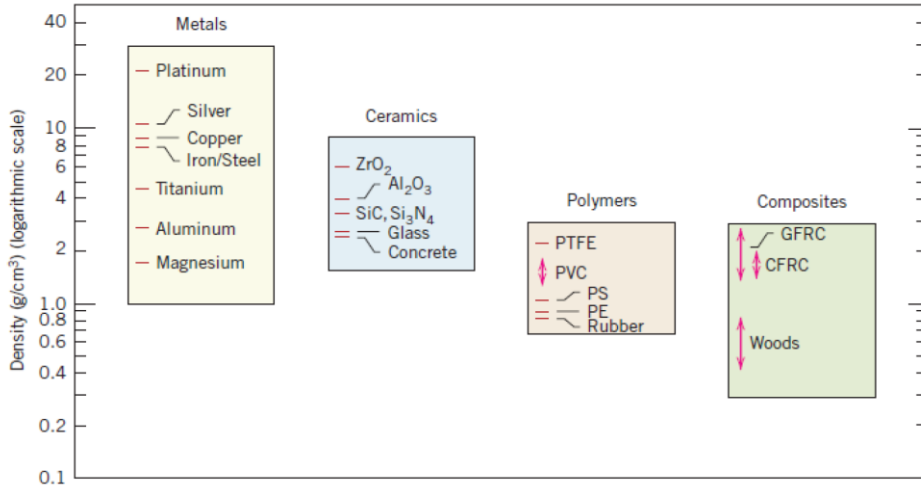 Density (g/cm³) (logarithmic scale)
40
20
10
8
6
4
2
1.0
0.8
0.6
0.4
0.2
0.1
Metals
Platinum
Silver
Copper
Iron/Steel
Titanium
Aluminum
Magnesium
Ceramics
ZrO₂
Al₂O₃
SiC, Si₃N₄
Glass
Concrete
Polymers
PTFE
PVC
PS
PE
Rubber
Composites
GFRC
CFRC
Woods